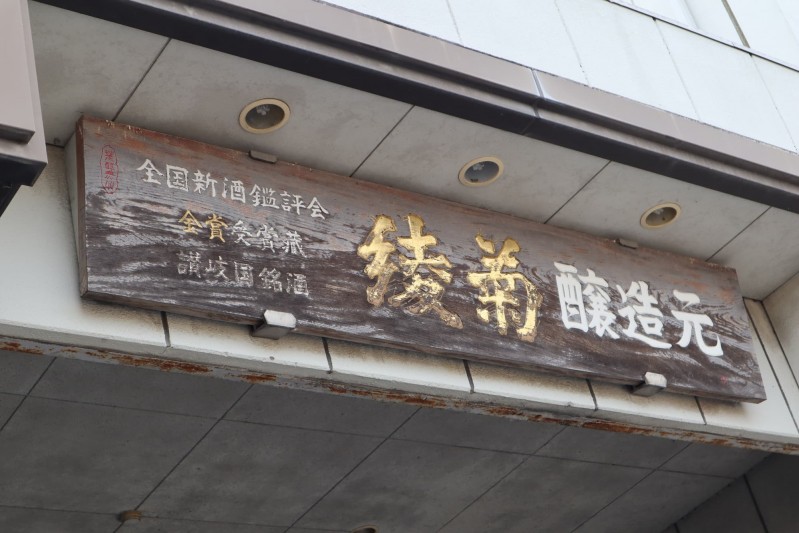 全国新酒鑑評会
金賞受賞蔵
讃岐国銘酒
綾菊醸造元